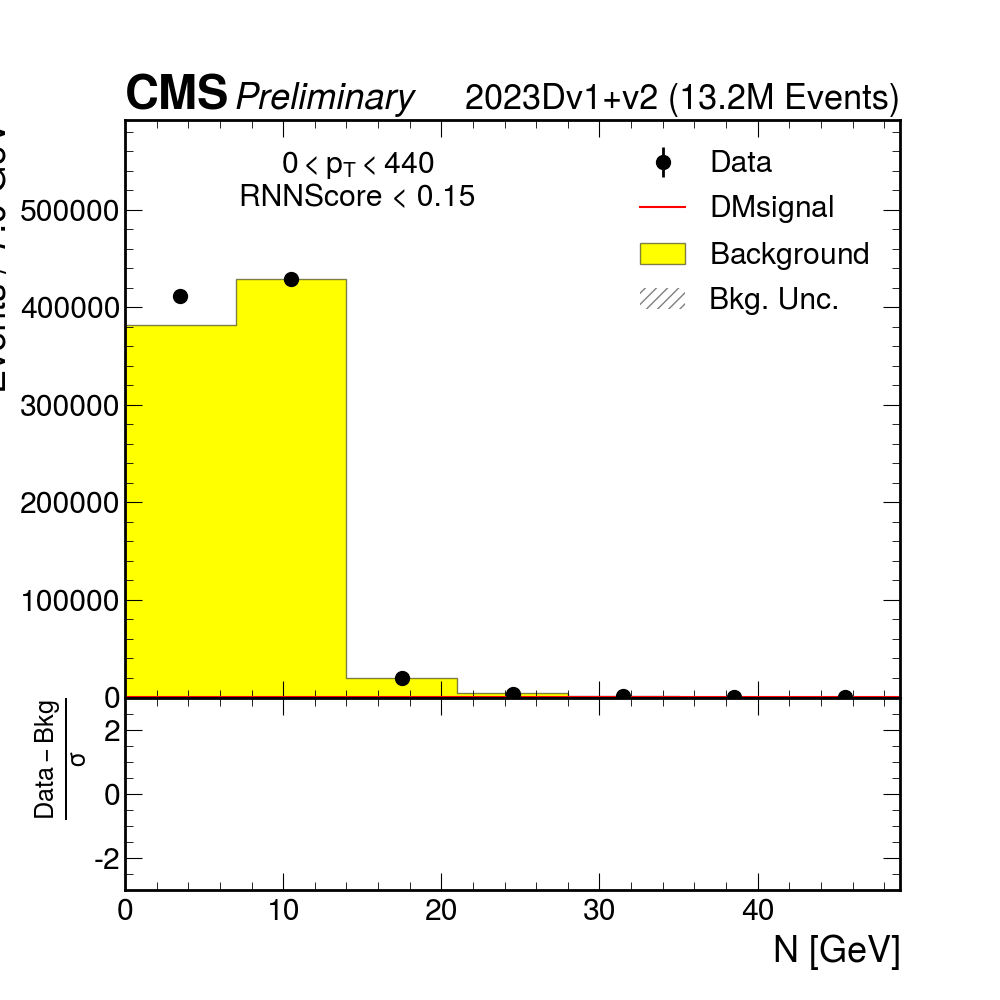 CMS Preliminary 2023Dv1+v2 (13.2M Events)
0 < pT < 440
RNNScore < 0.15
Data
DMsignal
Background
Bkg. Unc.
500000
400000
300000
200000
100000
0
2
0
-2
Data – Bkg
σ
0 10 20 30 40
N [GeV]